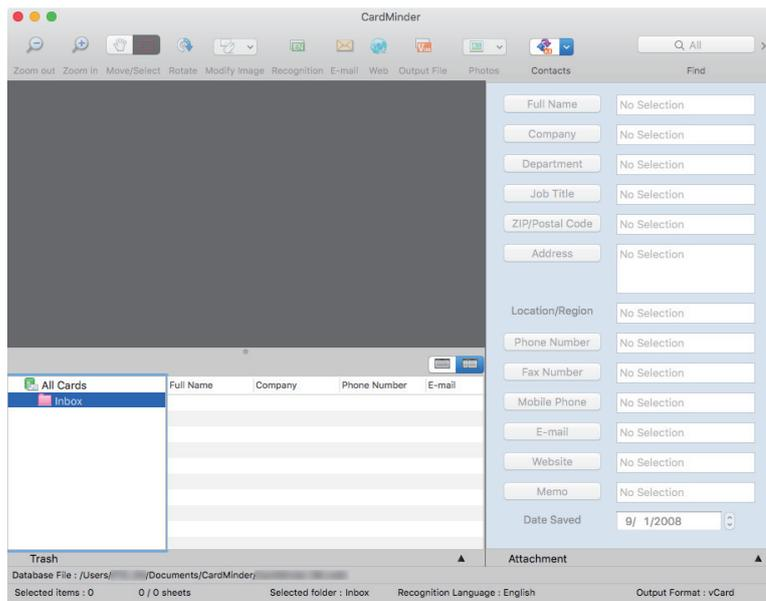 CardMinder
All
Zoom out Zoom in Move/Select Rotate Modify Image Recognition E-mail Web Output File Photos Contacts Find
Full Name No Selection
Company No Selection
Department No Selection
Job Title No Selection
ZIP/Postal Code No Selection
Address No Selection
Location/Region No Selection
Phone Number No Selection
Fax Number No Selection
Mobile Phone No Selection
E-mail No Selection
Website No Selection
Memo No Selection
Date Saved 9/ 1/2008
All Cards
Inbox
Full Name Company Phone Number E-mail
Trash
Attachment
Database File : /Users/ /Documents/CardMinder/
Selected items : 0 0 / 0 sheets Selected folder : Inbox Recognition Language : English Output Format : vCard